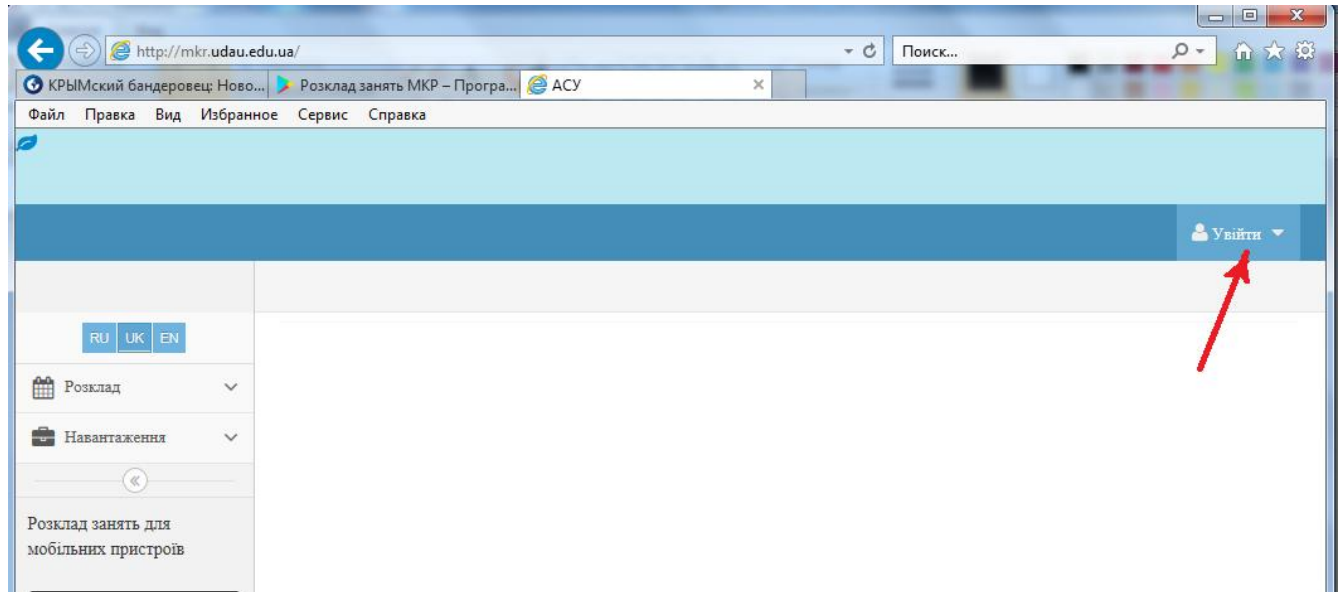 http://mkr.udau.edu.ua/
Поиск...
КРЫМский бандеровец: Ново...
Розклад занять МКР – Програ...
АСУ
Файл Правка Вид Избранное Сервис Справка
Увійти
RU UK EN
Розклад
Навантаження
Розклад занять для
мобільних пристроїв